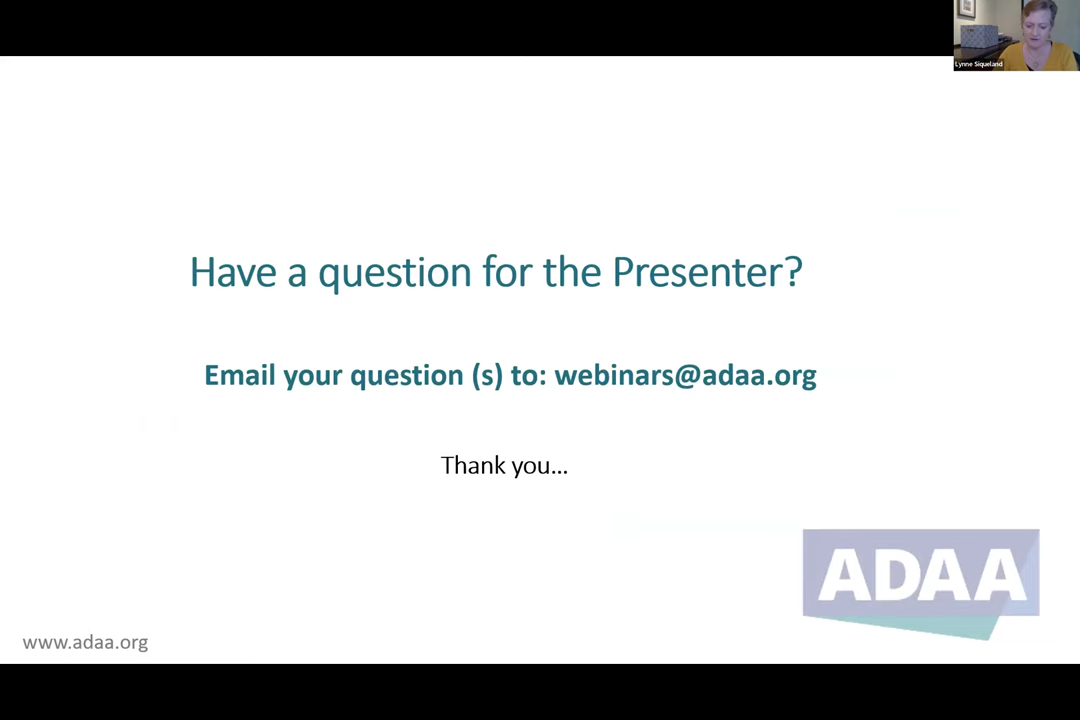 Lynne Siqueland
Have a question for the Presenter?
Email your question (s) to: webinars@adaa.org
Thank you...
ADAA
www.adaa.org